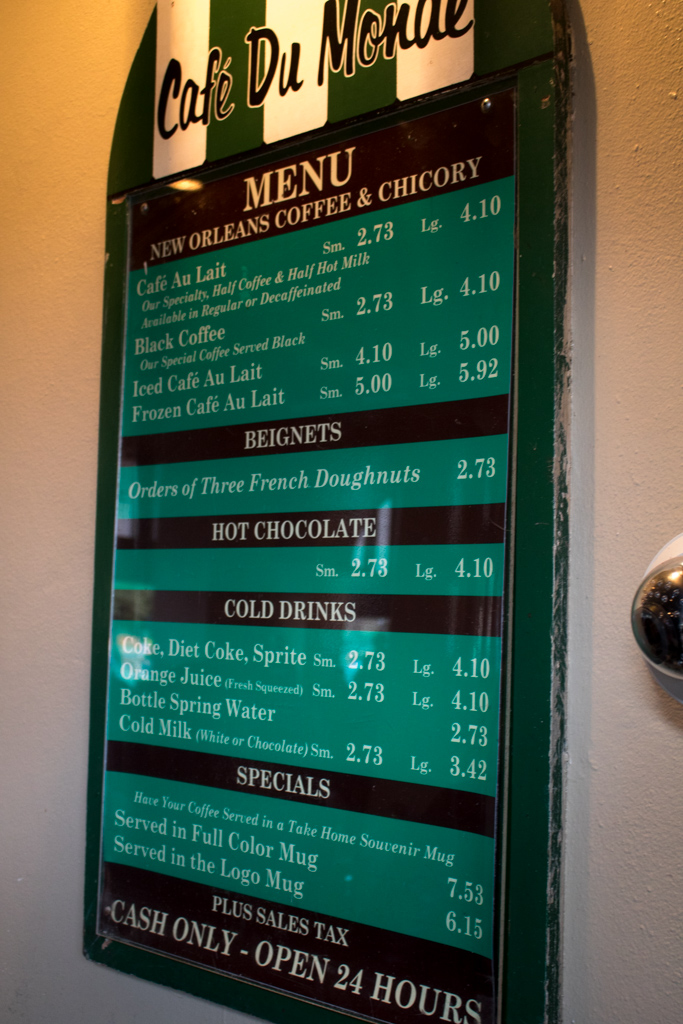 Café Du Monde
MENU
NEW ORLEANS COFFEE & CHICORY
Café Au Lait Sm. 2.73 Lg. 4.10
Our Specialty, Half Coffee & Half Hot Milk
Available in Regular or Decaffeinated
Black Coffee Sm. 2.73 Lg. 4.10
Our Special Coffee Served Black
Iced Café Au Lait Sm. 4.10 Lg. 5.00
Frozen Café Au Lait Sm. 5.00 Lg. 5.92
BEIGNETS
Orders of Three French Doughnuts 2.73
HOT CHOCOLATE
Sm. 2.73 Lg. 4.10
COLD DRINKS
Coke, Diet Coke, Sprite Sm. 2.73 Lg. 4.10
Orange Juice (Fresh Squeezed) Sm. 2.73 Lg. 4.10
Bottle Spring Water 2.73
Cold Milk (White or Chocolate) Sm. 2.73 Lg. 3.42
SPECIALS
Have Your Coffee Served in a Take Home Souvenir Mug
Served in Full Color Mug 7.53
Served in the Logo Mug 6.15
PLUS SALES TAX
CASH ONLY - OPEN 24 HOURS